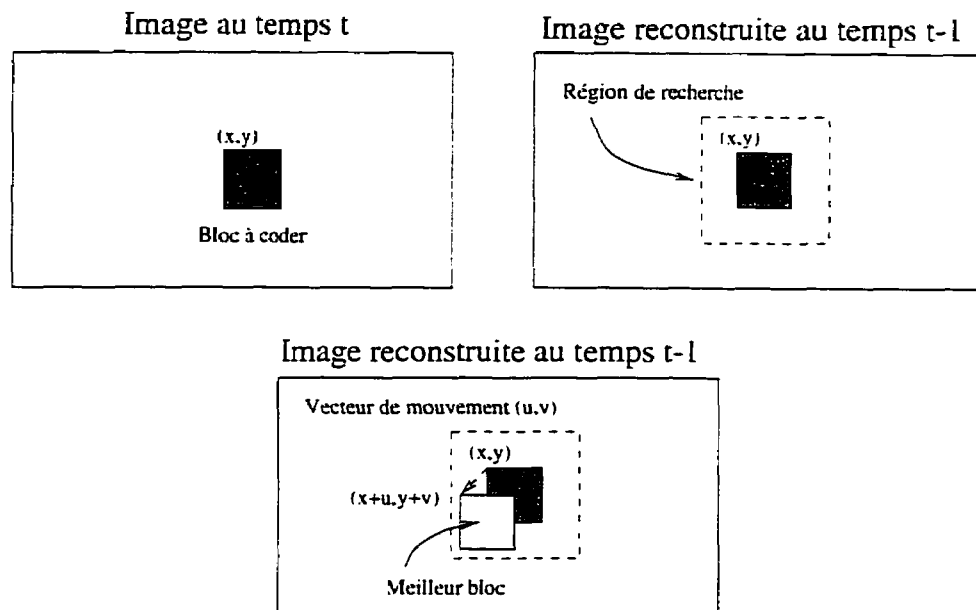 Image au temps t
Image reconstruite au temps t-1
(x,y)
Bloc à coder
Région de recherche
(x,y)
Image reconstruite au temps t-1
Vecteur de mouvement (u,v)
(x,y)
(x+u,y+v)
Meilleur bloc